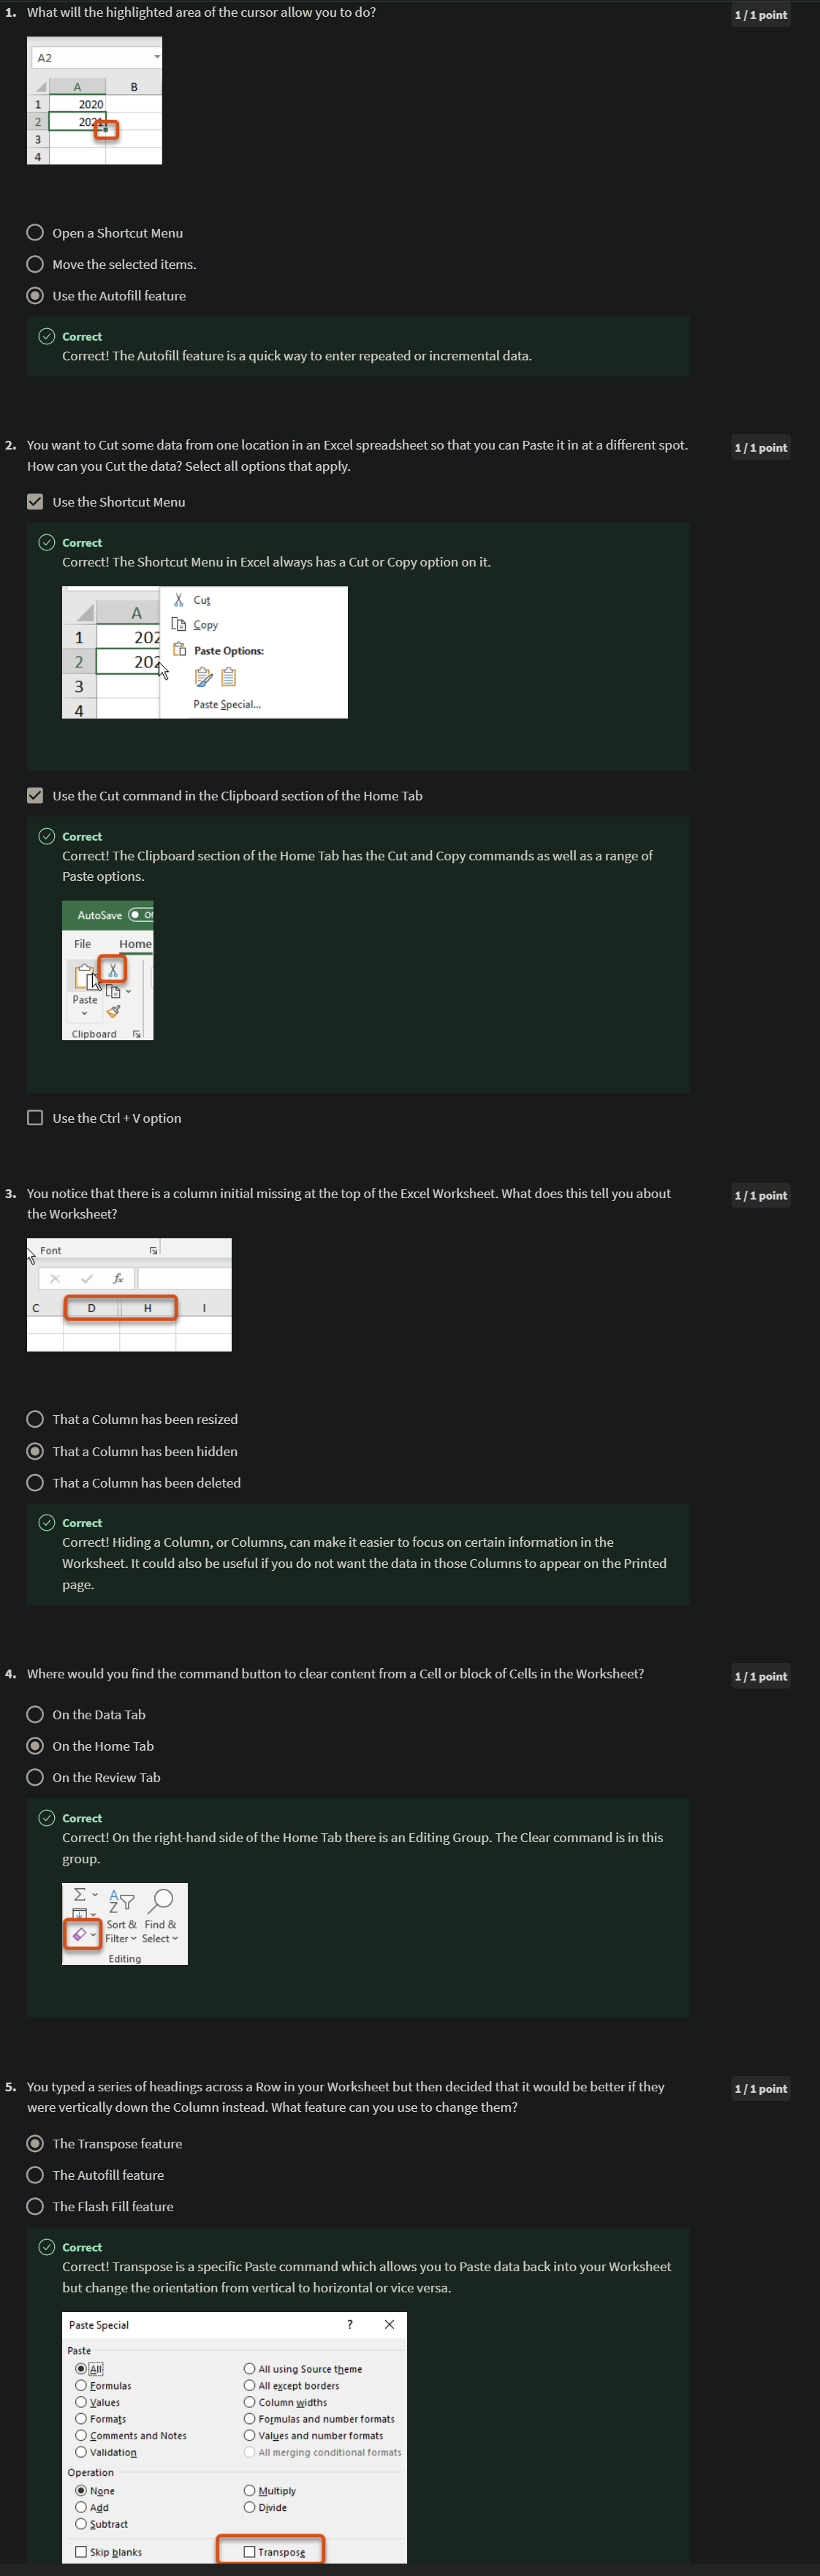 1. What will the highlighted area of the cursor allow you to do?
1 / 1 point
A2
A B
1 2020
2 2021
3
4
Open a Shortcut Menu
Move the selected items.
Use the Autofill feature
Correct
Correct! The Autofill feature is a quick way to enter repeated or incremental data.
2. You want to Cut some data from one location in an Excel spreadsheet so that you can Paste it in at a different spot.
How can you Cut the data? Select all options that apply.
1 / 1 point
Use the Shortcut Menu
Correct
Correct! The Shortcut Menu in Excel always has a Cut or Copy option on it.
A
1 202
2 202
3
4
Cut
Copy
Paste Options:
Paste Special...
Use the Cut command in the Clipboard section of the Home Tab
Correct
Correct! The Clipboard section of the Home Tab has the Cut and Copy commands as well as a range of
Paste options.
AutoSave Of
File Home
Paste
Clipboard
Use the Ctrl + V option
3. You notice that there is a column initial missing at the top of the Excel Worksheet. What does this tell you about
the Worksheet?
1 / 1 point
Font
fx
C D H I
That a Column has been resized
That a Column has been hidden
That a Column has been deleted
Correct
Correct! Hiding a Column, or Columns, can make it easier to focus on certain information in the
Worksheet. It could also be useful if you do not want the data in those Columns to appear on the Printed
page.
4. Where would you find the command button to clear content from a Cell or block of Cells in the Worksheet?
1 / 1 point
On the Data Tab
On the Home Tab
On the Review Tab
Correct
Correct! On the right-hand side of the Home Tab there is an Editing Group. The Clear command is in this
group.
Σ A Z
Sort & Find &
Filter Select
Editing
5. You typed a series of headings across a Row in your Worksheet but then decided that it would be better if they
were vertically down the Column instead. What feature can you use to change them?
1 / 1 point
The Transpose feature
The Autofill feature
The Flash Fill feature
Correct
Correct! Transpose is a specific Paste command which allows you to Paste data back into your Worksheet
but change the orientation from vertical to horizontal or vice versa.
Paste Special ? ×
Paste
All All using Source theme
Formulas All except borders
Values Column widths
Formats Formulas and number formats
Comments and Notes Values and number formats
Validation All merging conditional formats
Operation
None Multiply
Add Divide
Subtract
Skip blanks Transpose